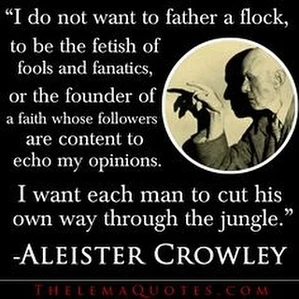 “I do not want to father a flock,
to be the fetish of
fools and fanatics,
or the founder of
a faith whose followers
are content to
echo my opinions.
I want each man to cut his
own way through the jungle.”
-Aleister Crowley
ThelemaQuotes.com